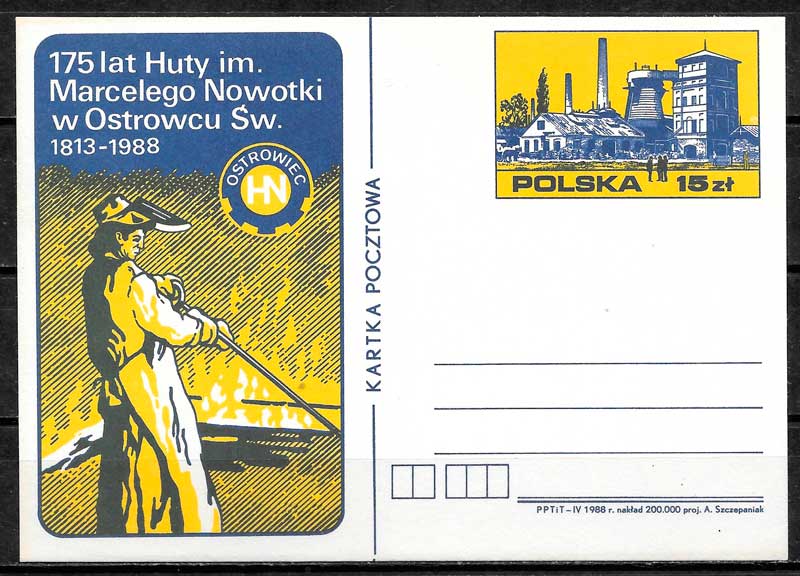 175 lat Huty im.
Marcelego Nowotki
w Ostrowcu Św.
1813-1988
OSTROWIEC
HN
KARTKA POCZTOWA
POLSKA 15 zł
PPTiT-IV 1988 r. nakład 200.000 proj. A. Szczepaniak